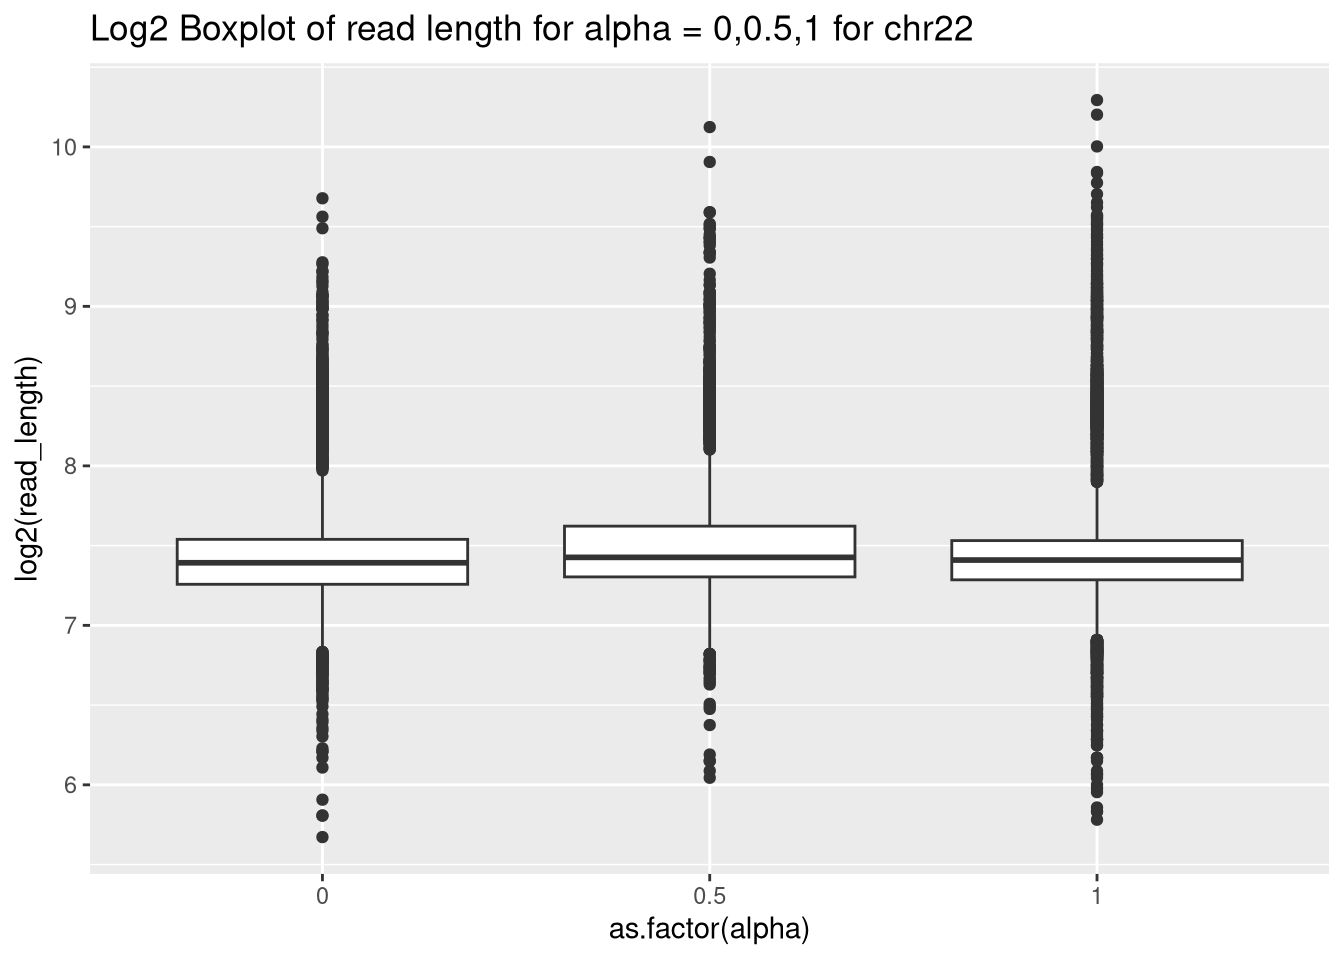 Log2 Boxplot of read length for alpha = 0,0.5,1 for chr22
10
9
8
7
6
log2(read_length)
0 0.5 1
as.factor(alpha)